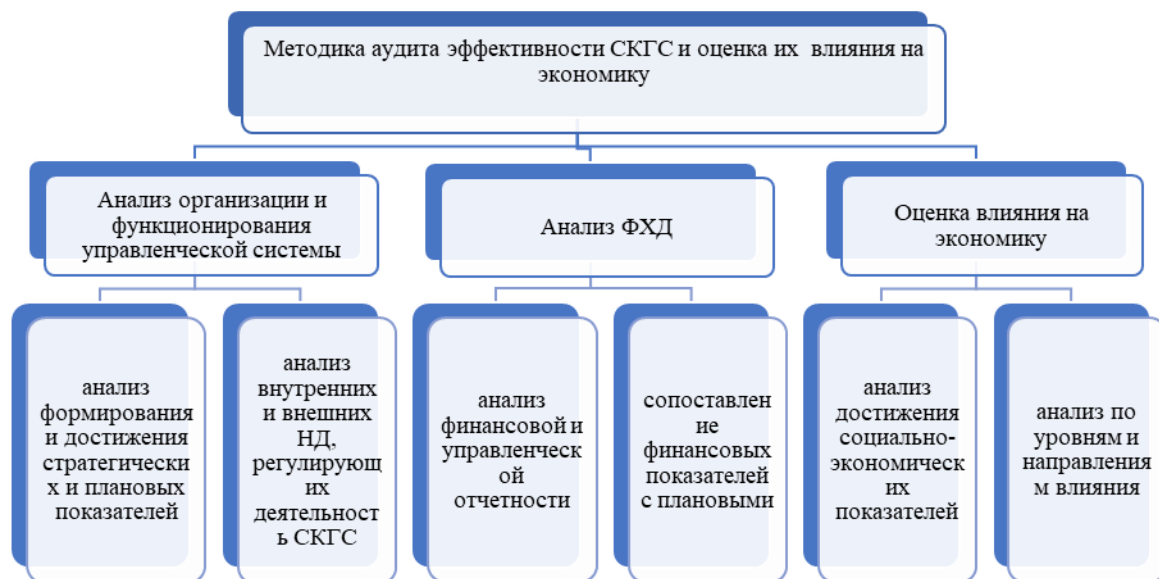 Методика аудита эффективности СКГС и оценка их влияния на
экономику
Анализ организации и
функционирования
управленческой системы
Анализ ФХД
Оценка влияния на
экономику
анализ
формирования
и достижения
стратегически
х и плановых
показателей
анализ
внутренних
и внешних
НД,
регулирующ
их
деятельност
ь СКГС
анализ
финансовой и
управленческ
ой
отчетности
сопоставлен
ие
финансовых
показателей
с плановыми
анализ
достижения
социально-
экономическ
их
показателей
анализ по
уровням и
направления
м влияния